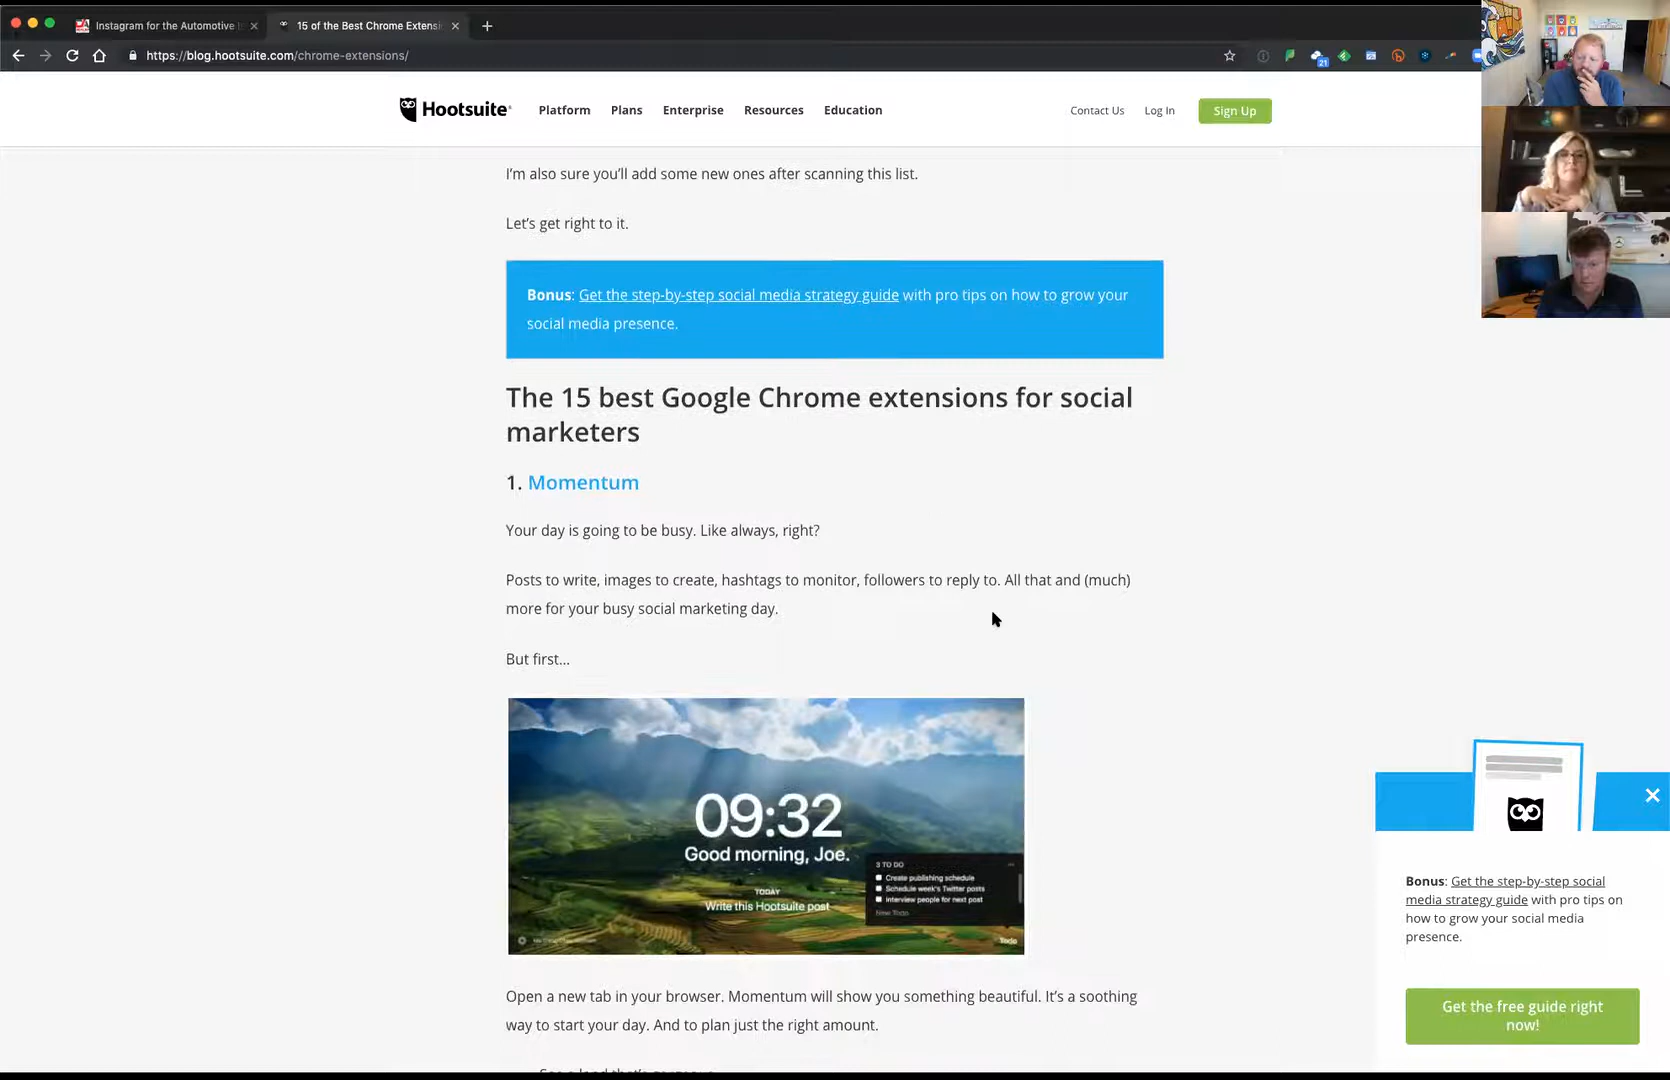 Instagram for the Automotive I
15 of the Best Chrome Extensi
https://blog.hootsuite.com/chrome-extensions/
21
Hootsuite
Platform
Plans
Enterprise
Resources
Education
Contact Us
Log In
Sign Up
I'm also sure you'll add some new ones after scanning this list.
Let's get right to it.
Bonus: Get the step-by-step social media strategy guide with pro tips on how to grow your
social media presence.
The 15 best Google Chrome extensions for social
marketers
1. Momentum
Your day is going to be busy. Like always, right?
Posts to write, images to create, hashtags to monitor, followers to reply to. All that and (much)
more for your busy social marketing day.
But first...
09:32
Good morning, Joe.
TODAY
Write this Hootsuite post
3 TO DO
Create publishing schedule
Schedule week's Twitter posts
Interview people for next post
New Todo
Todo
Open a new tab in your browser. Momentum will show you something beautiful. It's a soothing
way to start your day. And to plan just the right amount.
Bonus: Get the step-by-step social
media strategy guide with pro tips on
how to grow your social media
presence.
Get the free guide right
now!